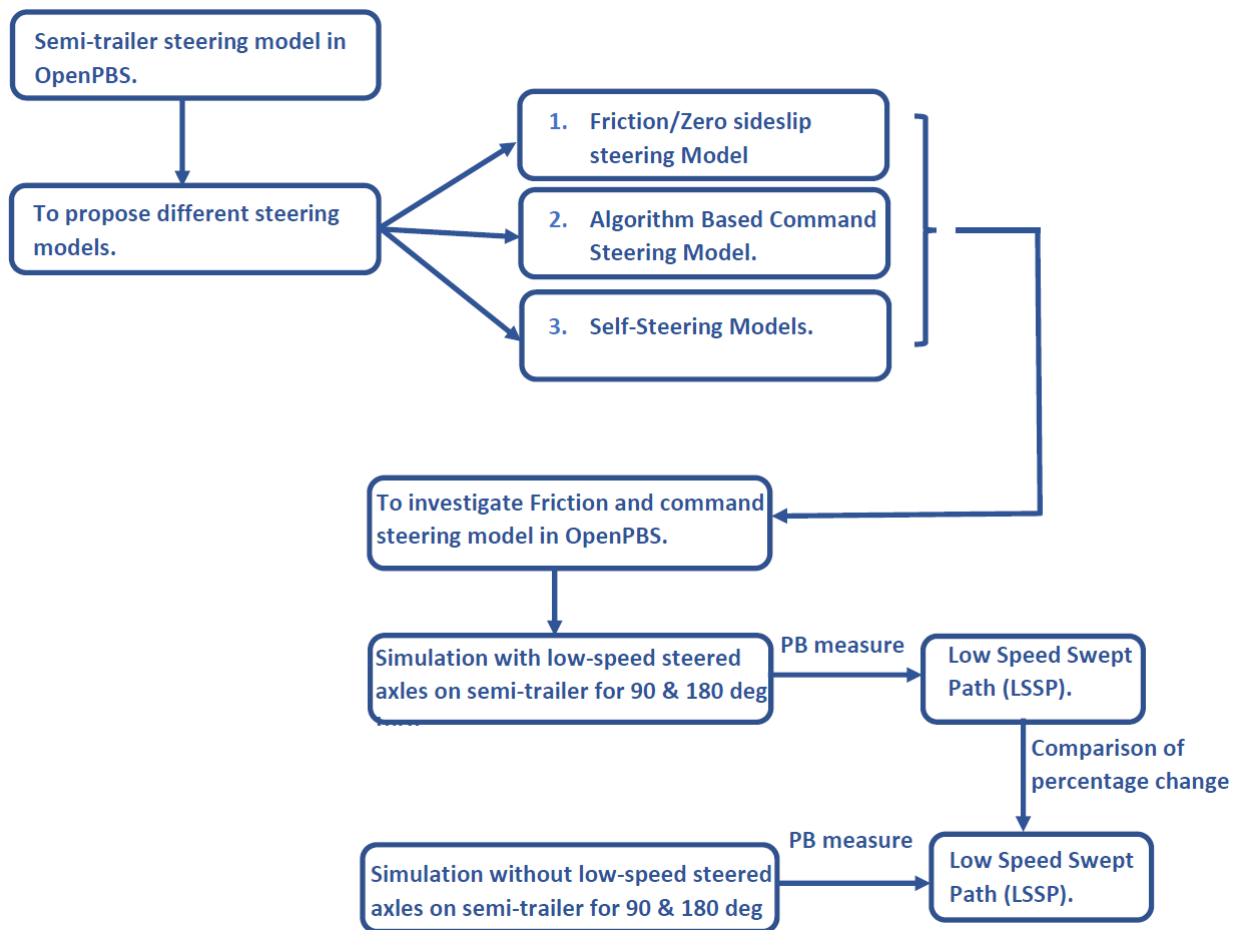 Semi-trailer steering model in
OpenPBS.
To propose different steering
models.
1. Friction/Zero sideslip
steering Model
2. Algorithm Based Command
Steering Model.
3. Self-Steering Models.
To investigate Friction and command
steering model in OpenPBS.
Simulation with low-speed steered
axles on semi-trailer for 90 & 180 deg
PB measure
Low Speed Swept
Path (LSSP).
Comparison of
percentage change
Simulation without low-speed steered
axles on semi-trailer for 90 & 180 deg
PB measure
Low Speed Swept
Path (LSSP).